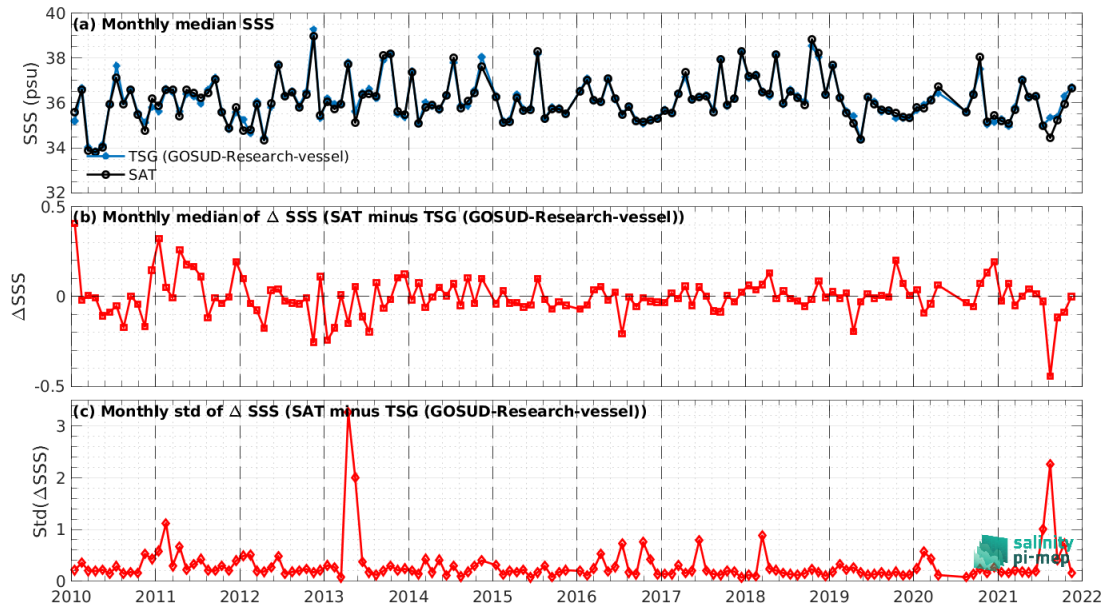 (a) Monthly median SSS
40
38
36
34
32
SSS (psu)
TSG (GOSUD-Research-vessel)
SAT
(b) Monthly median of Δ SSS (SAT minus TSG (GOSUD-Research-vessel))
0.5
0
-0.5
ΔSSS
(c) Monthly std of Δ SSS (SAT minus TSG (GOSUD-Research-vessel))
3
2
1
0
Std(ΔSSS)
salinity
pi-mep
2010 2011 2012 2013 2014 2015 2016 2017 2018 2019 2020 2021 2022